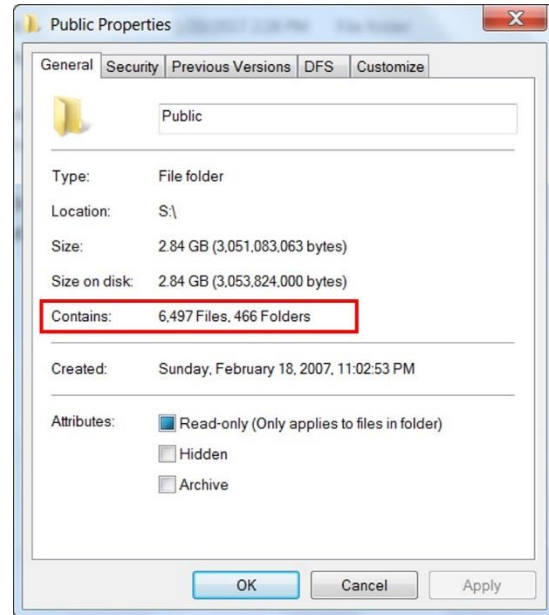 Public Properties
General Security Previous Versions DFS Customize
Public
Type: File folder
Location: S:\
Size: 2.84 GB (3,051,083,063 bytes)
Size on disk: 2.84 GB (3,053,824,000 bytes)
Contains: 6,497 Files, 466 Folders
Created: Sunday, February 18, 2007, 11:02:53 PM
Attributes: Read-only (Only applies to files in folder)
Hidden
Archive
OK Cancel Apply